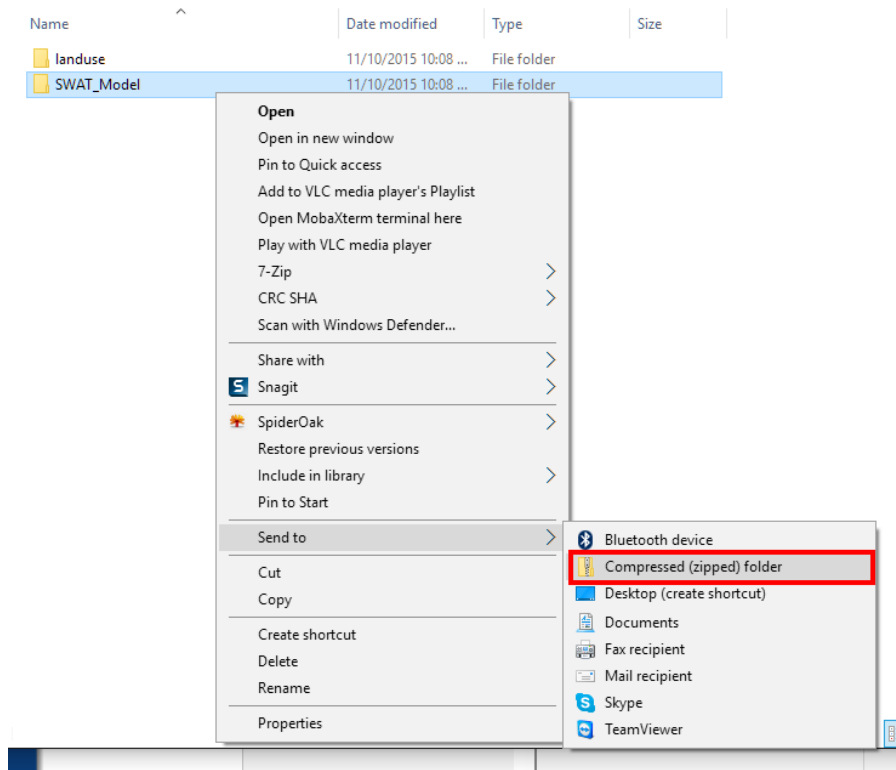 Name Date modified Type Size
landuse 11/10/2015 10:08 ... File folder
SWAT_Model 11/10/2015 10:08 ... File folder
Open
Open in new window
Pin to Quick access
Add to VLC media player's Playlist
Open MobaXterm terminal here
Play with VLC media player
7-Zip
CRC SHA
Scan with Windows Defender...
Share with
Snagit
SpiderOak
Restore previous versions
Include in library
Pin to Start
Send to
Cut
Copy
Create shortcut
Delete
Rename
Properties
Bluetooth device
Compressed (zipped) folder
Desktop (create shortcut)
Documents
Fax recipient
Mail recipient
Skype
TeamViewer